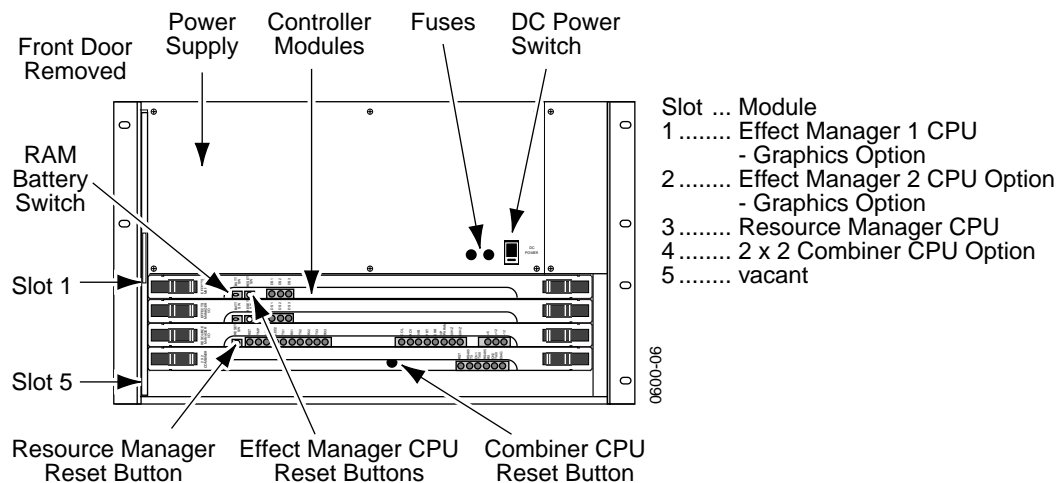 Front Door
Removed
Power
Supply
Controller
Modules
Fuses
DC Power
Switch
RAM
Battery
Switch
Slot 1
Slot 5
DC
POWER
Resource Manager
Reset Button
Effect Manager CPU
Reset Buttons
Combiner CPU
Reset Button
0600-06
Slot ... Module
1 ........ Effect Manager 1 CPU
- Graphics Option
2 ........ Effect Manager 2 CPU Option
- Graphics Option
3 ........ Resource Manager CPU
4 ........ 2 x 2 Combiner CPU Option
5 ........ vacant